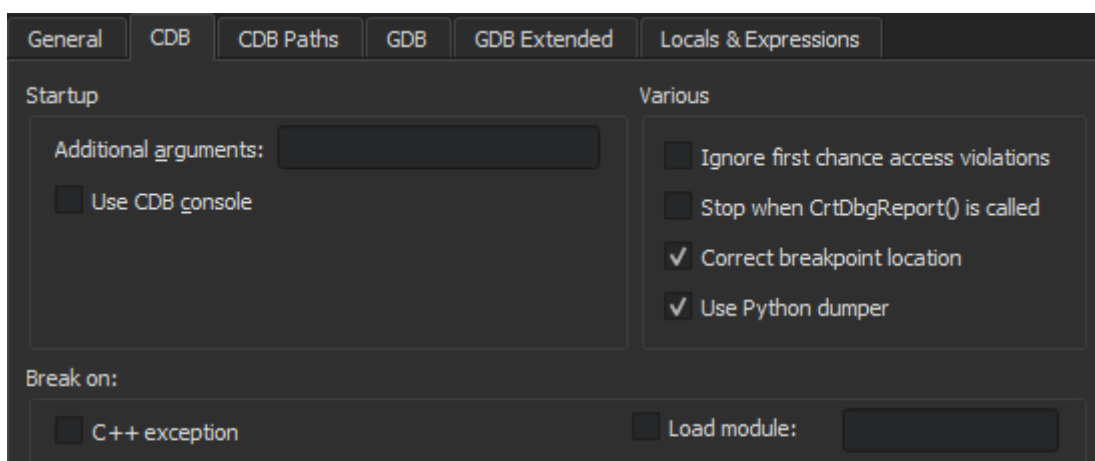 General CDB CDB Paths GDB GDB Extended Locals & Expressions
Startup
Additional arguments:
Use CDB console
Various
Ignore first chance access violations
Stop when CrtDbgReport() is called
Correct breakpoint location
Use Python dumper
Break on:
C++ exception
Load module: